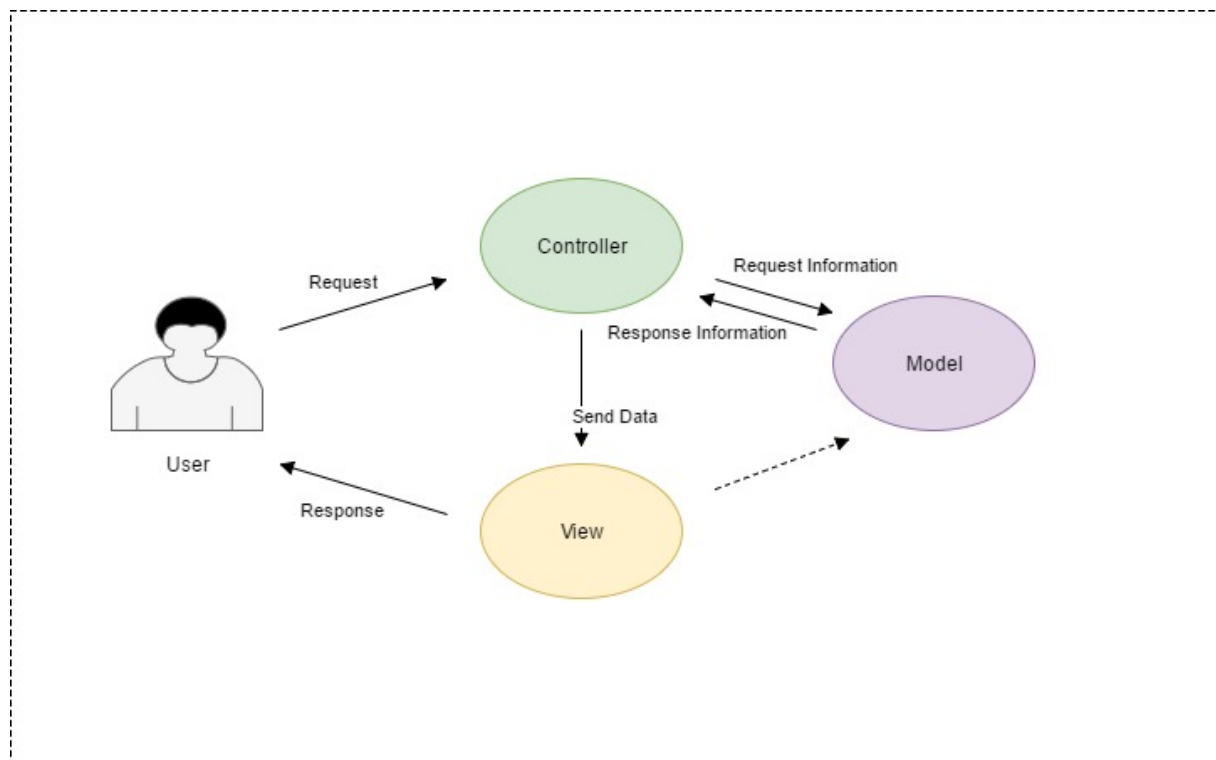 Controller
Request Information
Request
Response Information
Model
Send Data
User
Response
View